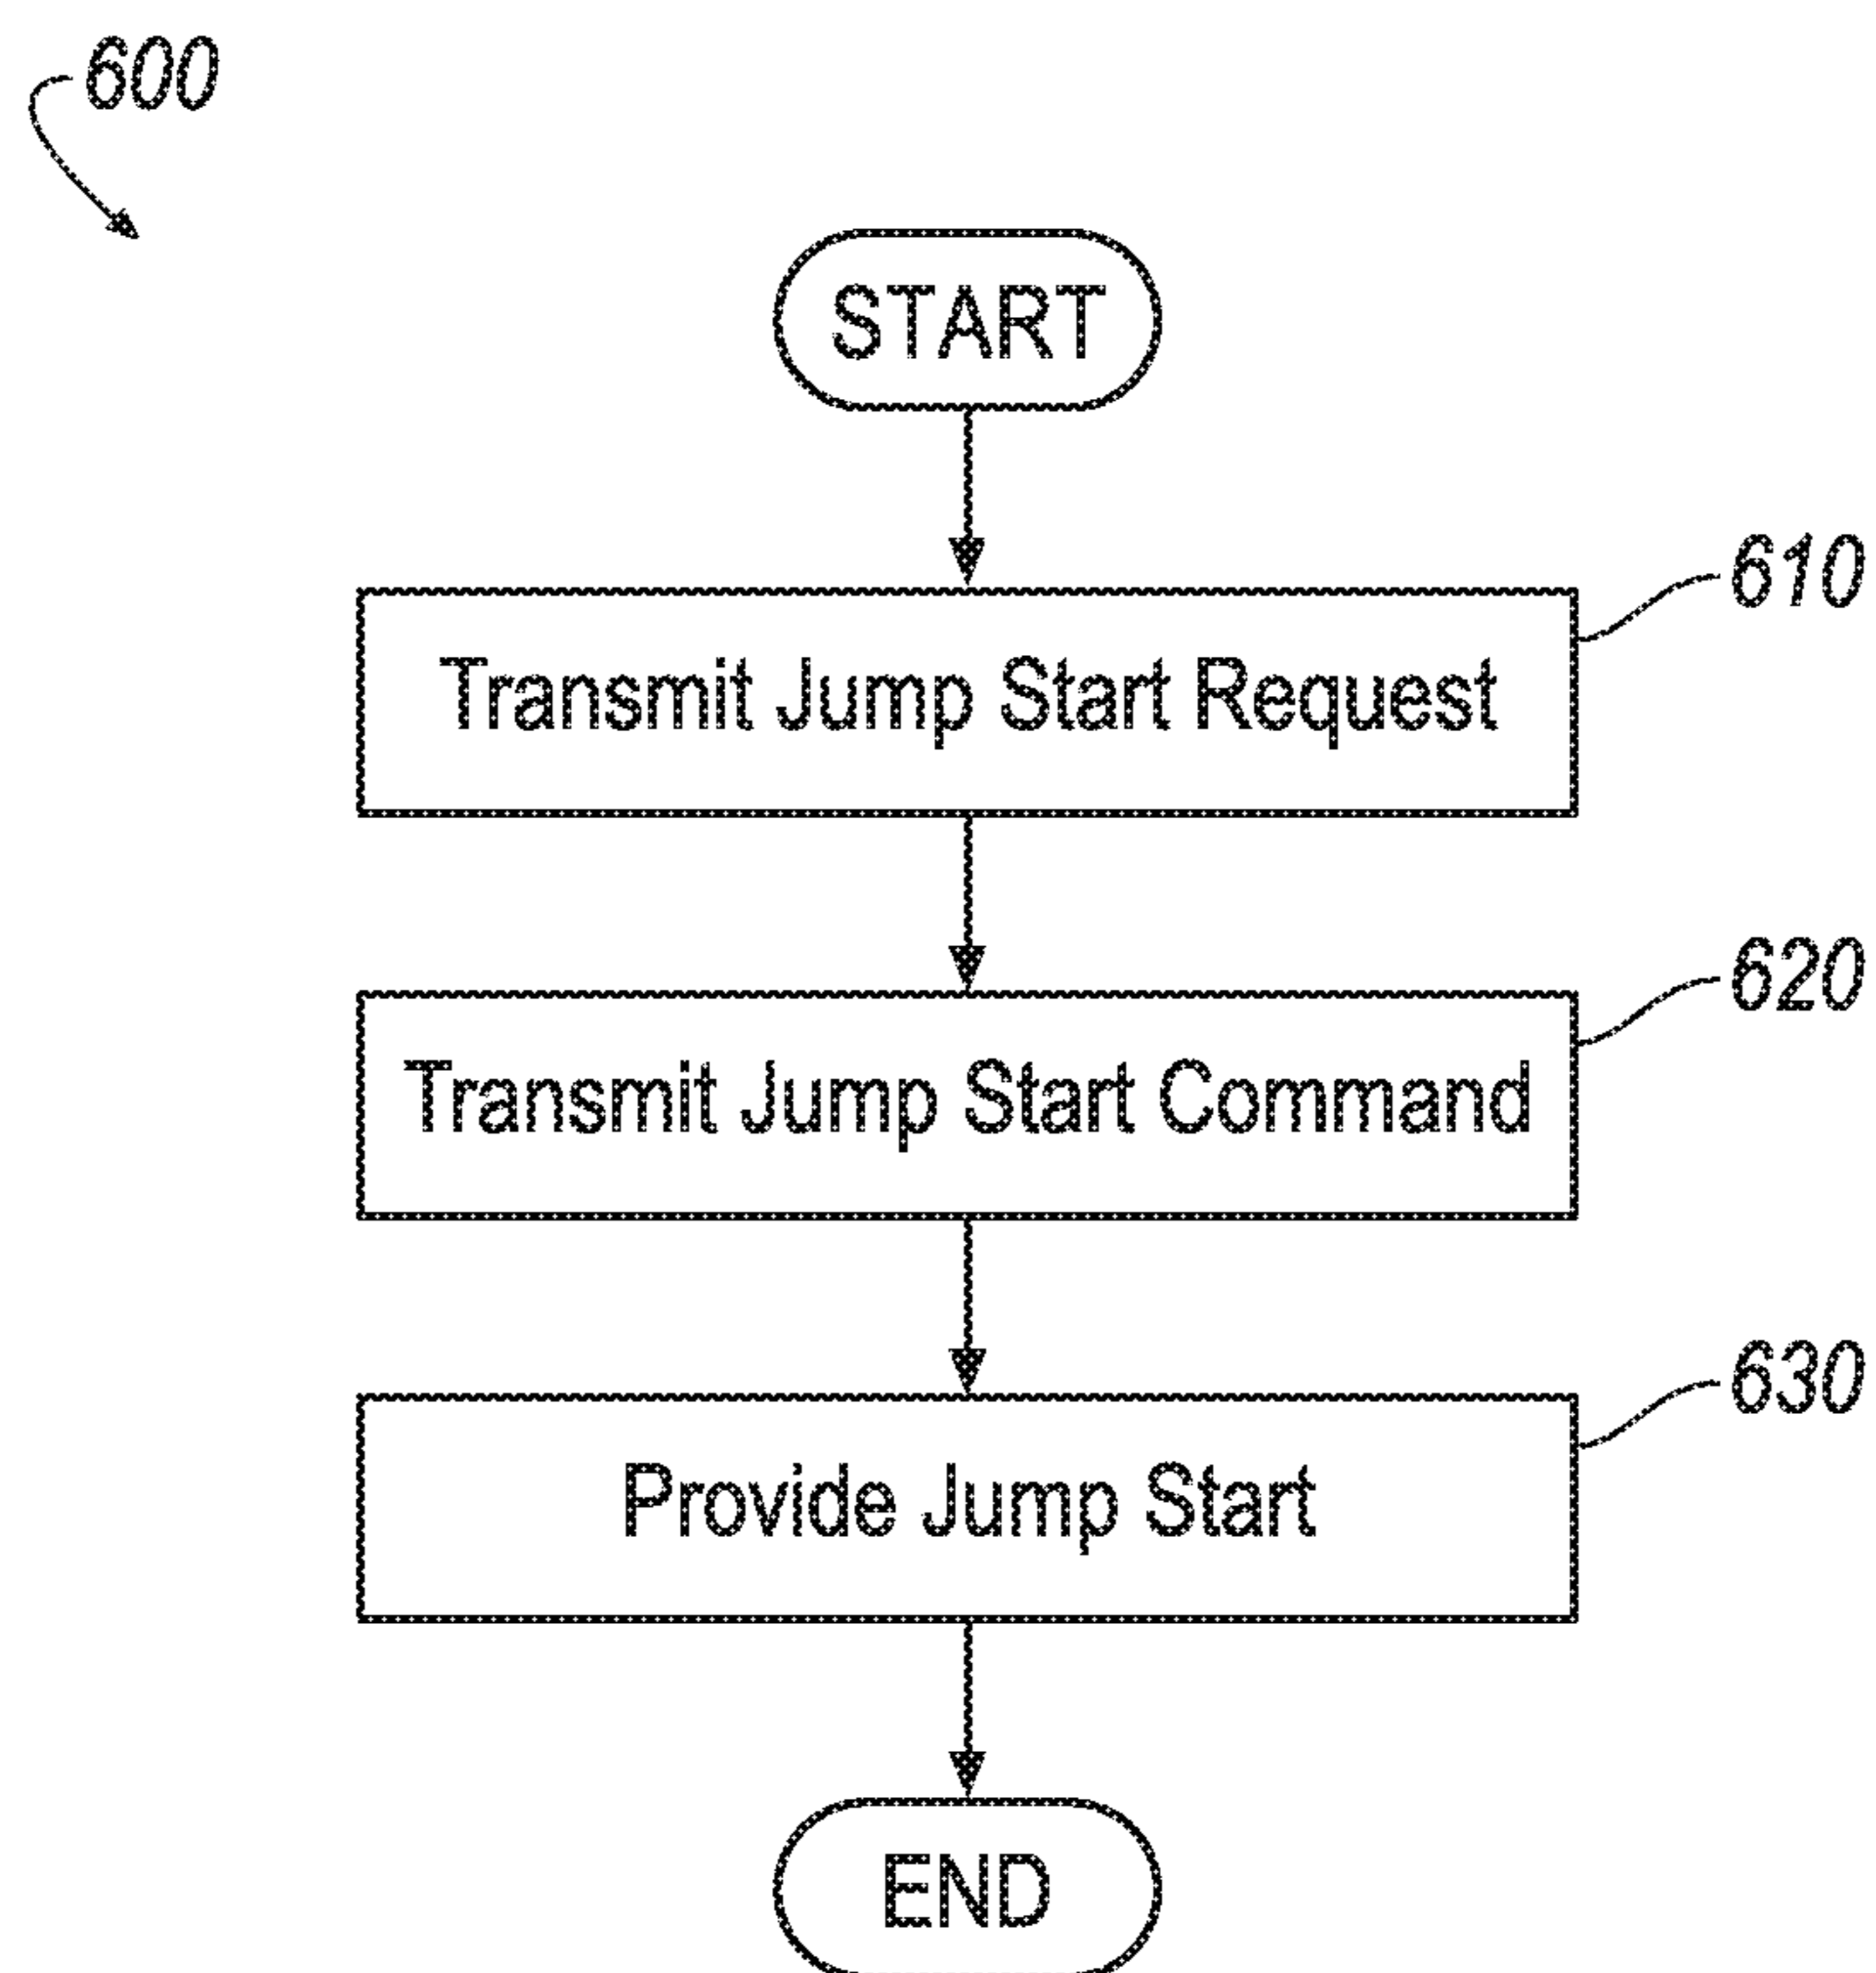 600
START
610
Transmit Jump Start Request
620
Transmit Jump Start Command
630
Provide Jump Start
END